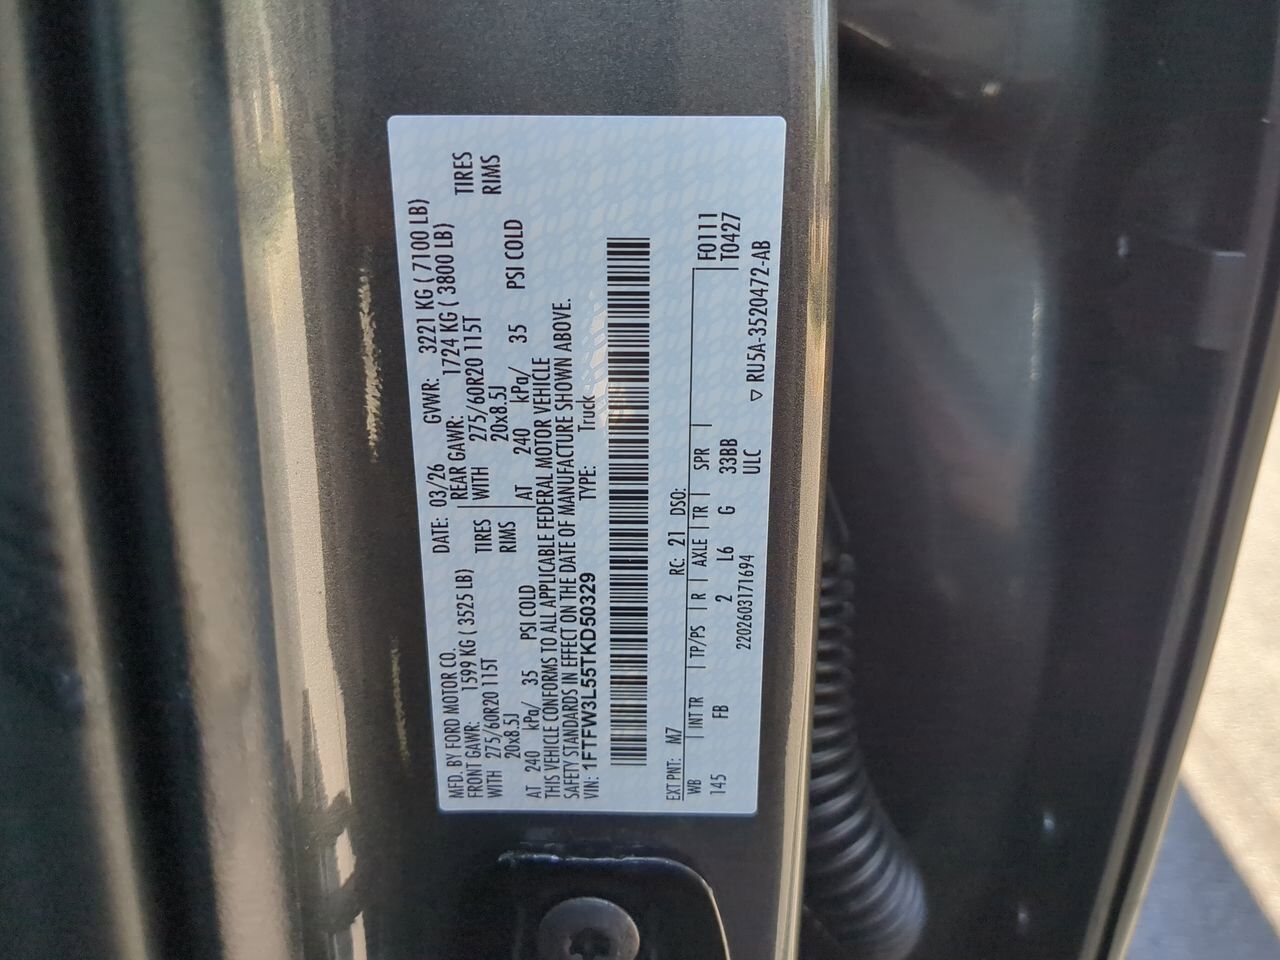 MFD. BY FORD MOTOR CO.
DATE: 03/26 GVWR: 3221 KG ( 7100 LB)
FRONT GAWR: 1599 KG ( 3525 LB) REAR GAWR: 1724 KG ( 3800 LB)
WITH 275/60R20 115T TIRES WITH 275/60R20 115T TIRES
20x8.5J RIMS 20x8.5J RIMS
AT 240 kPa/ 35 PSI COLD AT 240 kPa/ 35 PSI COLD
THIS VEHICLE CONFORMS TO ALL APPLICABLE FEDERAL MOTOR VEHICLE
SAFETY STANDARDS IN EFFECT ON THE DATE OF MANUFACTURE SHOWN ABOVE.
VIN: 1FTFW3L55TKD50329 TYPE: Truck
EXT PNT: M7 RC: 21 DSO:
WB INT TR TP/PS R AXLE TR SPR F0111
145 FB 2 L6 G 33BB T0427
2202603171694 ULC ▽ RU5A-3520472-AB